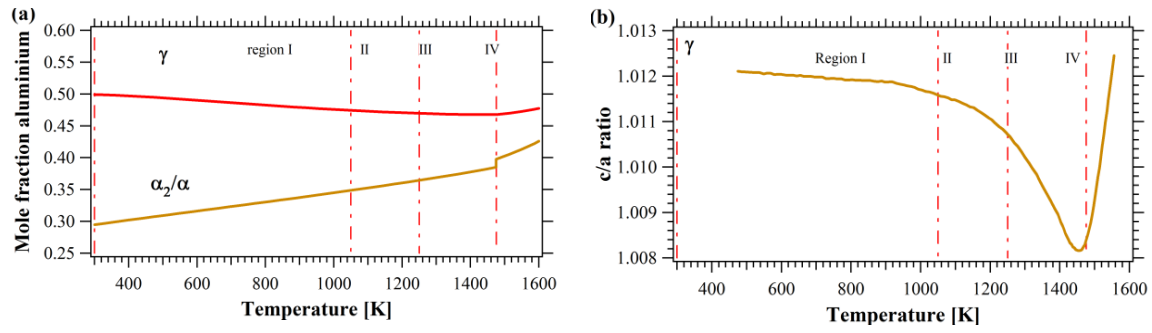 (a)
0.60
0.55
0.50
0.45
0.40
0.35
0.30
0.25
Mole fraction aluminium
γ
region I
II
III
IV
α₂/α
400
600
800
1000
1200
1400
1600
Temperature [K]
(b)
1.013
1.012
1.011
1.010
1.009
1.008
c/a ratio
γ
Region I
II
III
IV
400
600
800
1000
1200
1400
1600
Temperature [K]